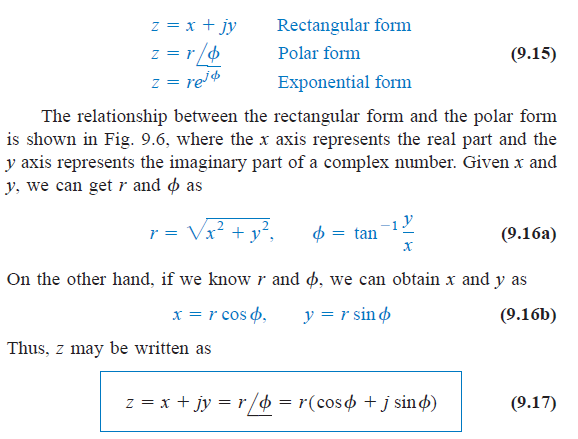 z = x + jy Rectangular form
z = r/ϕ Polar form (9.15)
z = re^{jϕ} Exponential form
The relationship between the rectangular form and the polar form
is shown in Fig. 9.6, where the x axis represents the real part and the
y axis represents the imaginary part of a complex number. Given x and
y, we can get r and ϕ as
r = √(x² + y²), ϕ = tan⁻¹ y/x (9.16a)
On the other hand, if we know r and ϕ, we can obtain x and y as
x = r cos ϕ, y = r sin ϕ (9.16b)
Thus, z may be written as
z = x + jy = r/ϕ = r(cos ϕ + j sin ϕ) (9.17)